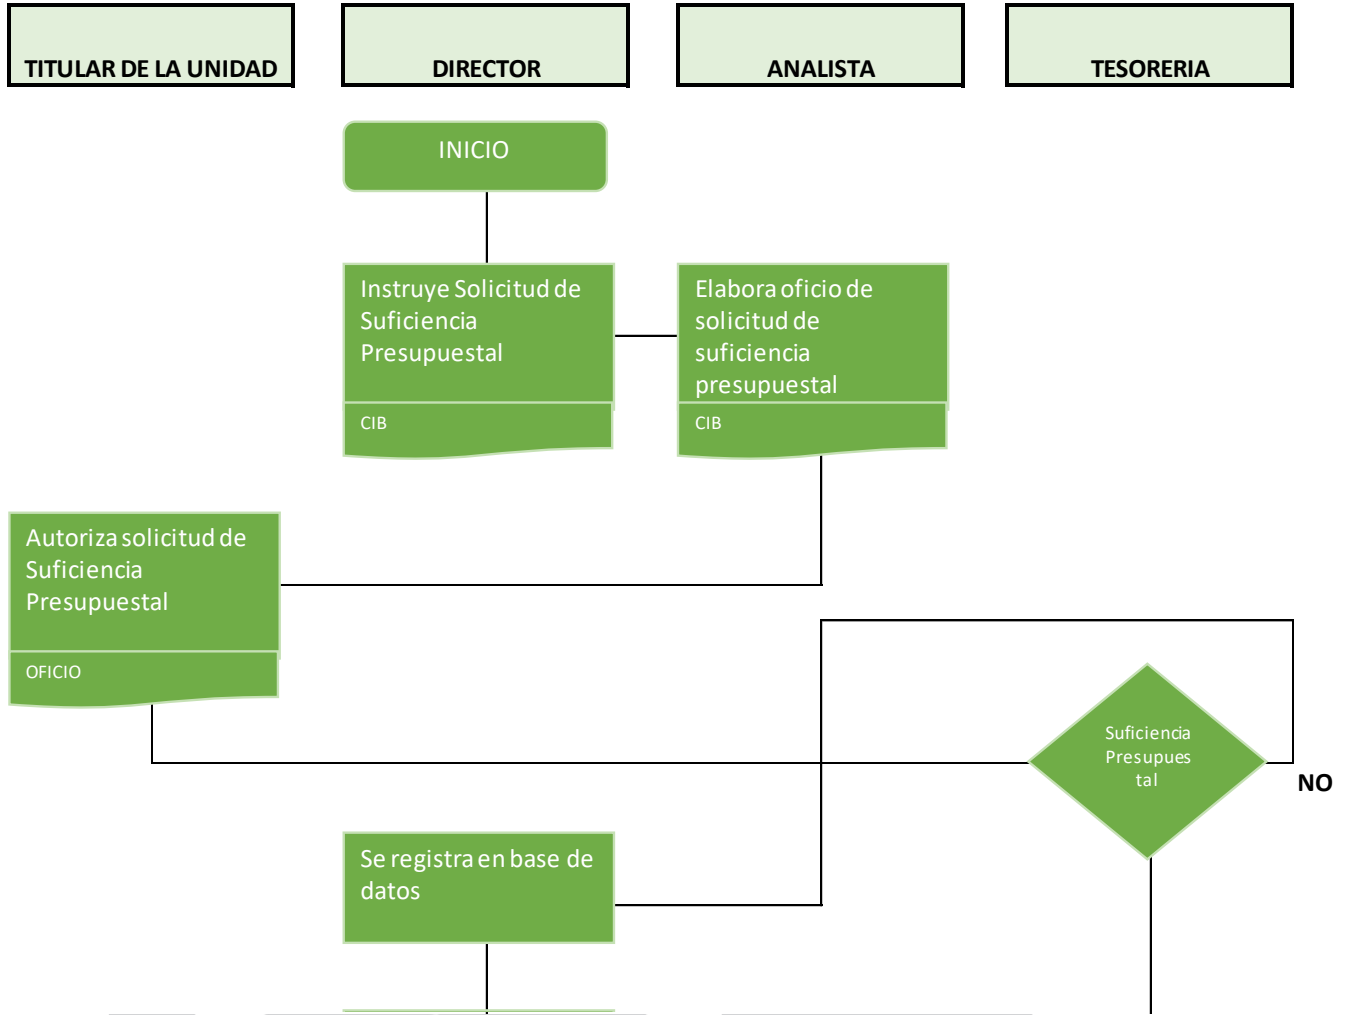 TITULAR DE LA UNIDAD
DIRECTOR
ANALISTA
TESORERIA
INICIO
Instruye Solicitud de
Suficiencia
Presupuestal
CIB
Elabora oficio de
solicitud de
suficiencia
presupuestal
CIB
Autoriza solicitud de
Suficiencia
Presupuestal
OFICIO
Suficiencia
Presupues
tal
NO
Se registra en base de
datos